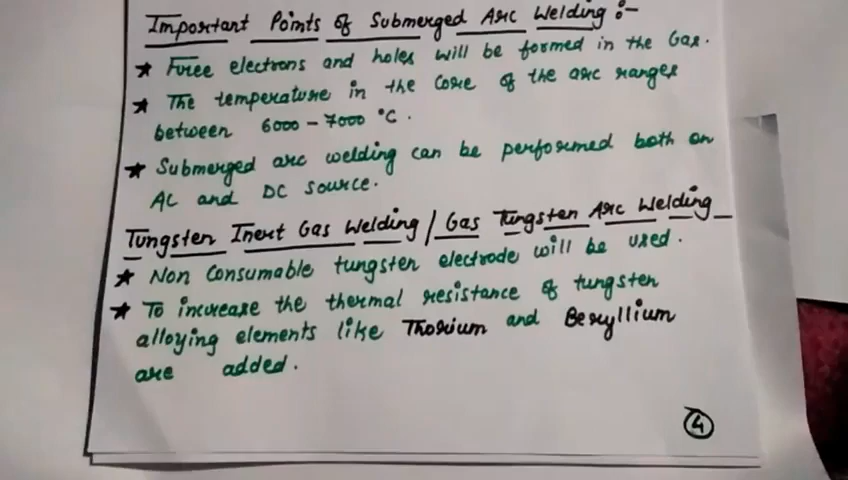 Important Points of Submerged Arc Welding :-
★ Free electrons and holes will be formed in the Gas.
★ The temperature in the Core of the arc ranges
between 6000 - 7000 °C.
★ Submerged arc welding can be performed both on
AC and DC source.
Tungsten Inert Gas Welding / Gas Tungsten Arc Welding
★ Non Consumable tungsten electrode will be used.
★ To increase the thermal resistance of tungsten
alloying elements like Thorium and Beryllium
are added.
4